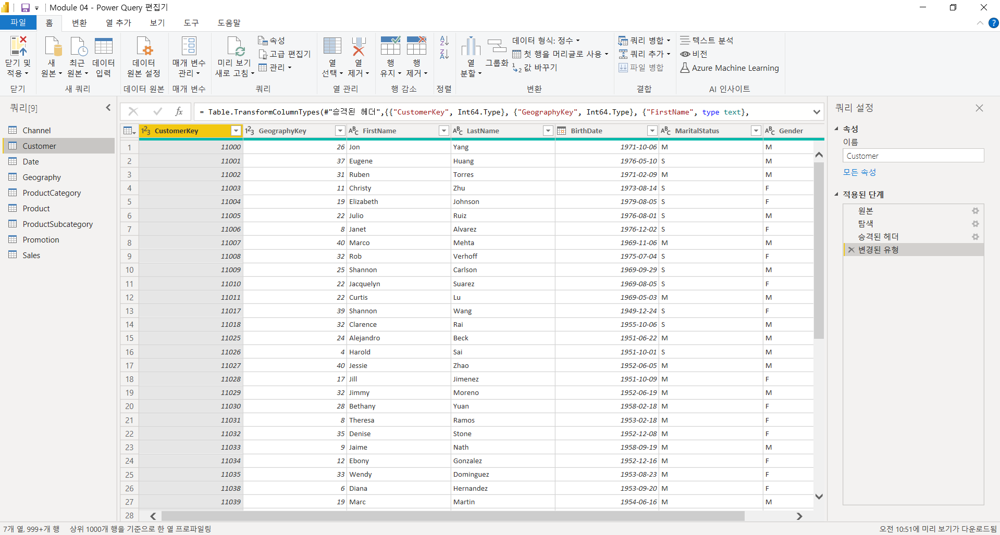 Module 04 - Power Query 편집기
파일 홈 변환 열 추가 보기 도구 도움말
닫기 및 적용
닫기
새 원본
최근 원본
데이터 입력
새 쿼리
데이터 원본 설정
데이터 원본
매개 변수 관리
매개 변수
미리 보기 새로 고침
속성
고급 편집기
관리
쿼리
열 선택
열 제거
열 관리
행 유지
행 제거
행 감소
정렬
열 분할
그룹화
데이터 형식: 정수
첫 행을 머리글로 사용
값 바꾸기
변환
쿼리 병합
쿼리 추가
파일 병합
결합
텍스트 분석
비전
Azure Machine Learning
AI 인사이트
쿼리[9]
Channel
Customer
Date
Geography
ProductCategory
Product
ProductSubcategory
Promotion
Sales
fx = Table.TransformColumnTypes(#"승격된 헤더",{{"CustomerKey", Int64.Type}, {"GeographyKey", Int64.Type}, {"FirstName", type text},
CustomerKey GeographyKey FirstName LastName BirthDate MaritalStatus Gender
1 11000 26 Jon Yang 1971-10-06 M M
2 11001 37 Eugene Huang 1976-05-10 S M
3 11002 31 Ruben Torres 1971-02-09 M M
4 11003 11 Christy Zhu 1973-08-14 S F
5 11004 19 Elizabeth Johnson 1979-08-05 S F
6 11005 22 Julio Ruiz 1976-08-01 S M
7 11006 8 Janet Alvarez 1976-12-02 S F
8 11007 40 Marco Mehta 1969-11-06 M M
9 11008 32 Rob Verhoff 1975-07-04 S F
10 11009 25 Shannon Carlson 1969-09-29 S M
11 11010 22 Jacquelyn Suarez 1969-08-05 S F
12 11011 22 Curtis Lu 1969-05-03 M M
13 11017 39 Shannon Wang 1949-12-24 S F
14 11018 32 Clarence Rai 1955-10-06 S M
15 11025 24 Alejandro Beck 1951-06-22 M M
16 11026 4 Harold Sai 1951-10-01 S M
17 11027 40 Jessie Zhao 1952-06-05 M M
18 11028 17 Jill Jimenez 1951-10-09 M F
19 11029 32 Jimmy Moreno 1952-06-19 M M
20 11030 28 Bethany Yuan 1958-02-18 M F
21 11031 8 Theresa Ramos 1953-02-18 M F
22 11032 35 Denise Stone 1952-12-08 M F
23 11033 9 Jaime Nath 1958-09-19 M M
24 11034 12 Ebony Gonzalez 1952-12-16 M F
25 11035 33 Wendy Dominguez 1953-08-23 M F
26 11038 6 Diana Hernandez 1953-09-20 M F
27 11039 19 Marc Martin 1954-06-16 M M
28
쿼리 설정
속성
이름
Customer
모든 속성
적용된 단계
원본
탐색
승격된 헤더
변경된 유형
7개 열, 999+개 행 상위 1000개 행을 기준으로 한 열 프로파일링
오전 10:51에 미리 보기가 다운로드됨